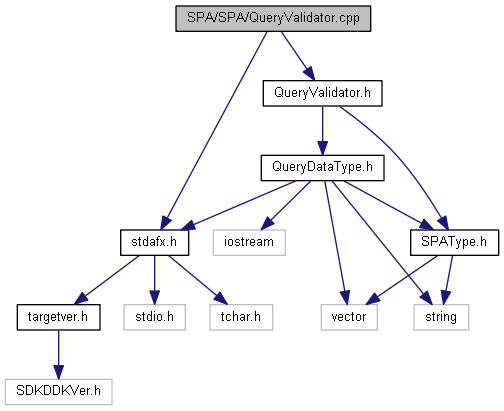 SPA/SPA/QueryValidator.cpp
QueryValidator.h
QueryDataType.h
stdafx.h
iostream
SPAType.h
targetver.h
stdio.h
tchar.h
vector
string
SDKDDKVer.h